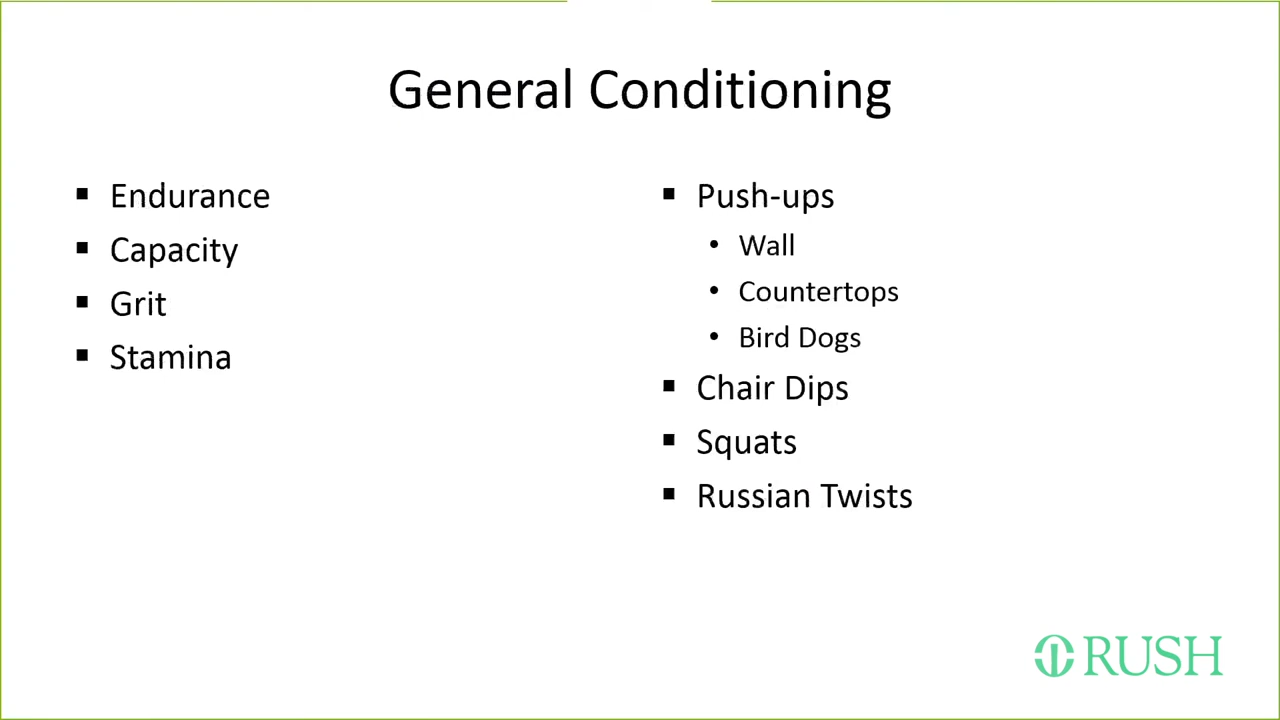 General Conditioning
▪ Endurance
▪ Capacity
▪ Grit
▪ Stamina
▪ Push-ups
• Wall
• Countertops
• Bird Dogs
▪ Chair Dips
▪ Squats
▪ Russian Twists
RUSH